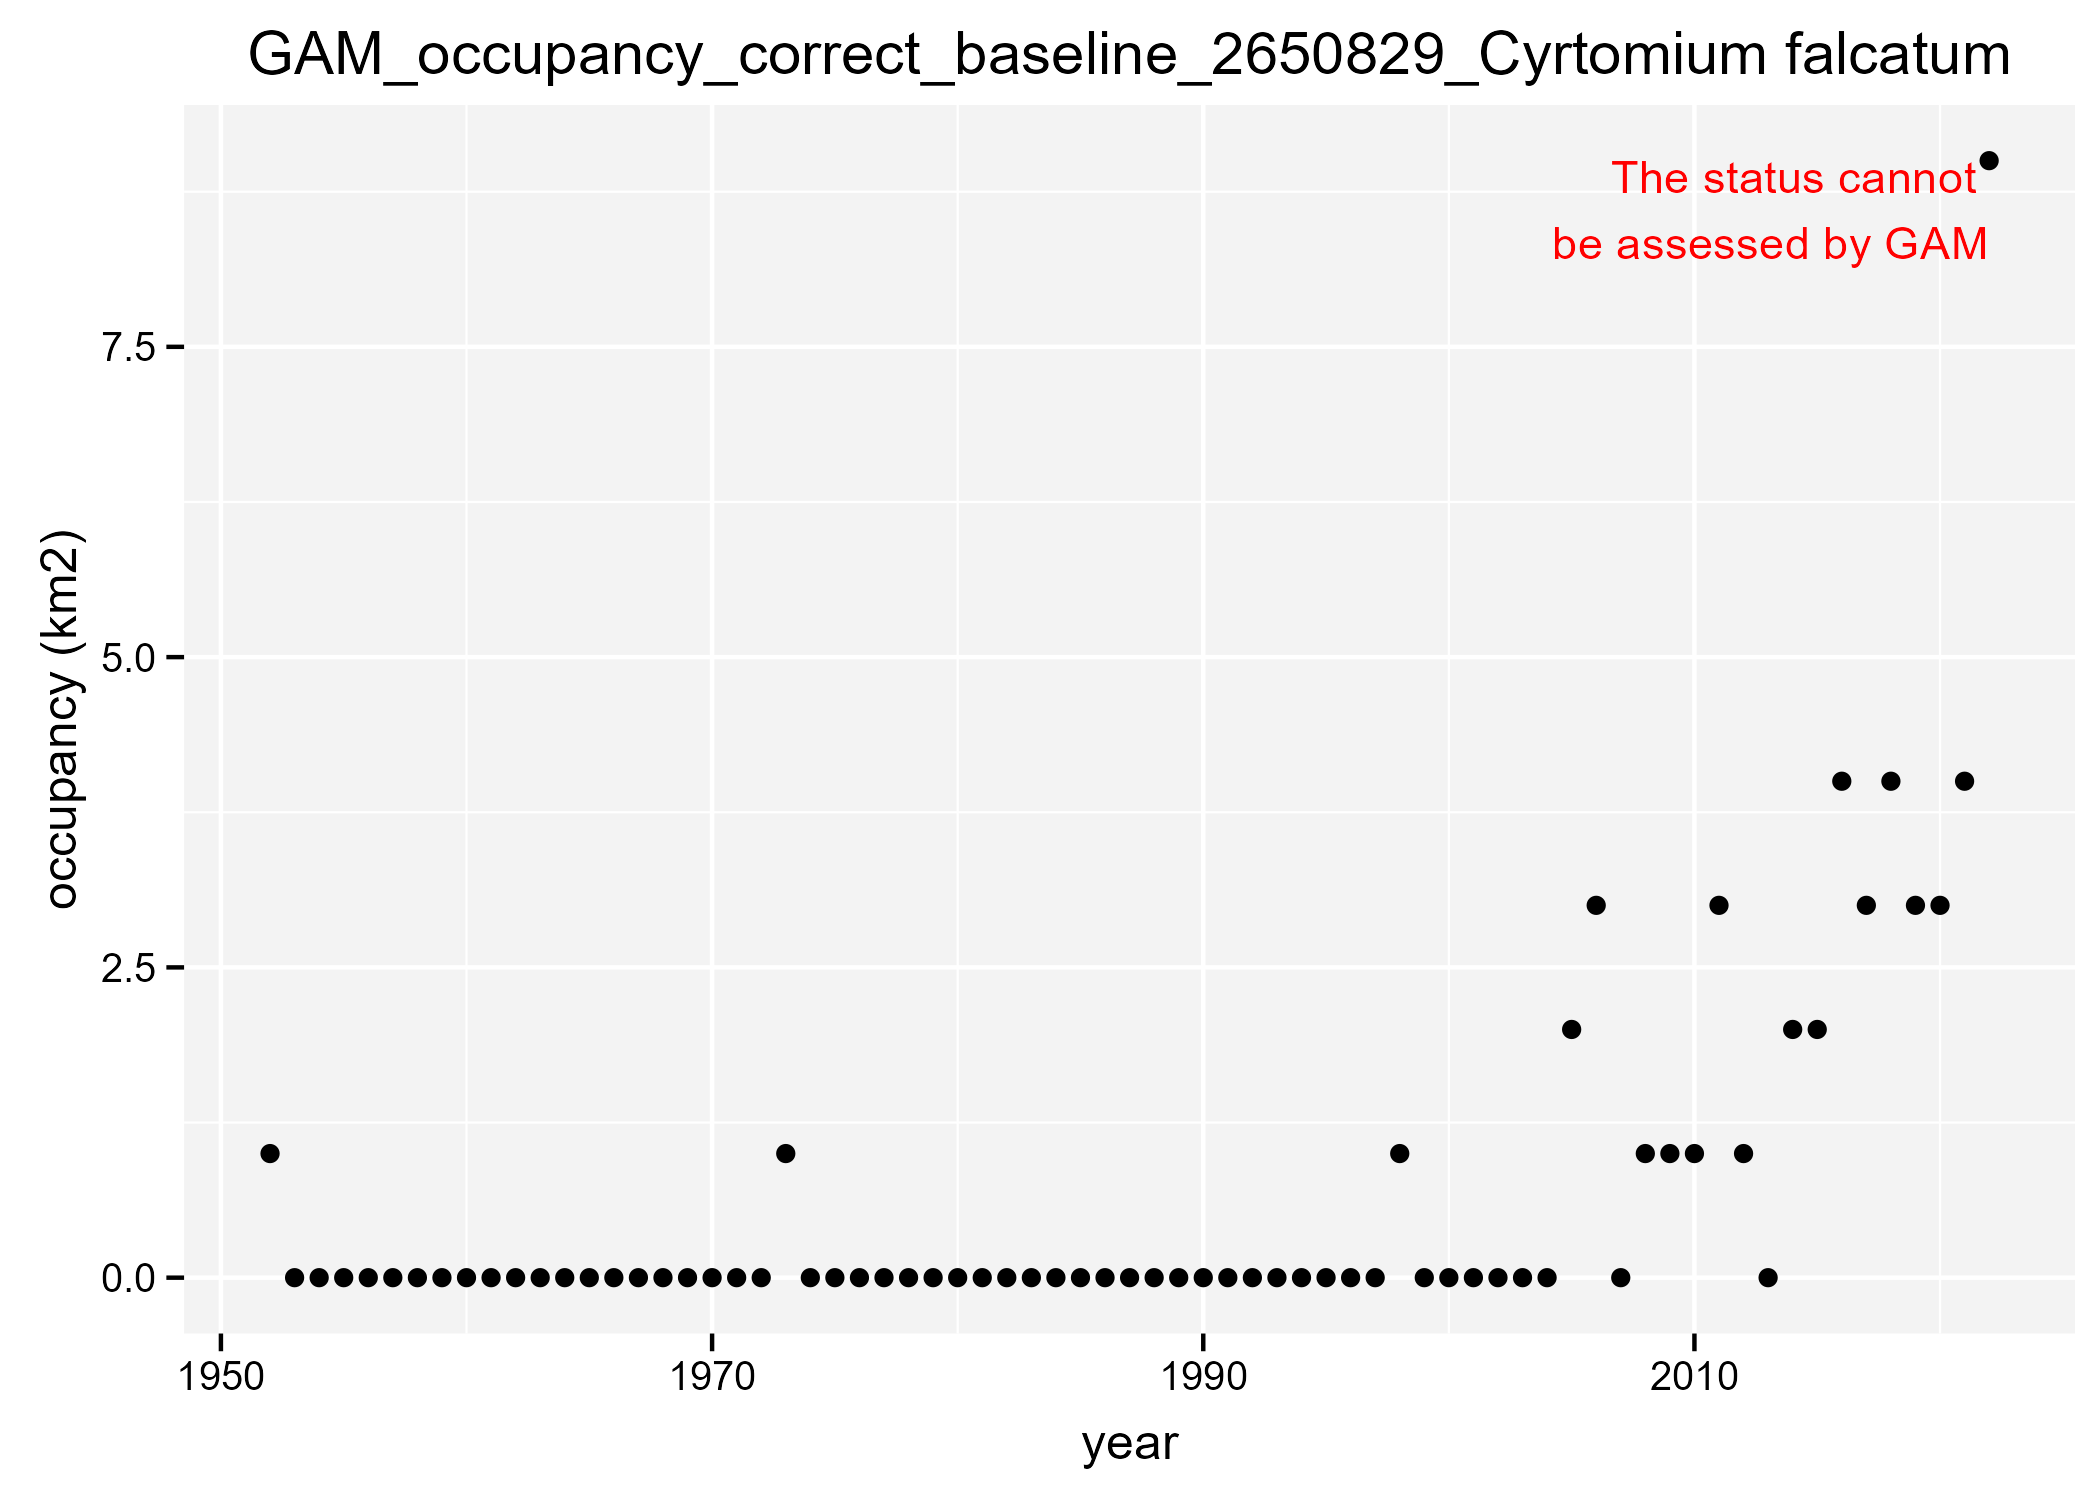 GAM_occupancy_correct_baseline_2650829_Cyrtomium falcatum
The status cannot
be assessed by GAM
occupancy (km2)
7.5
5.0
2.5
0.0
1950 1970 1990 2010
year